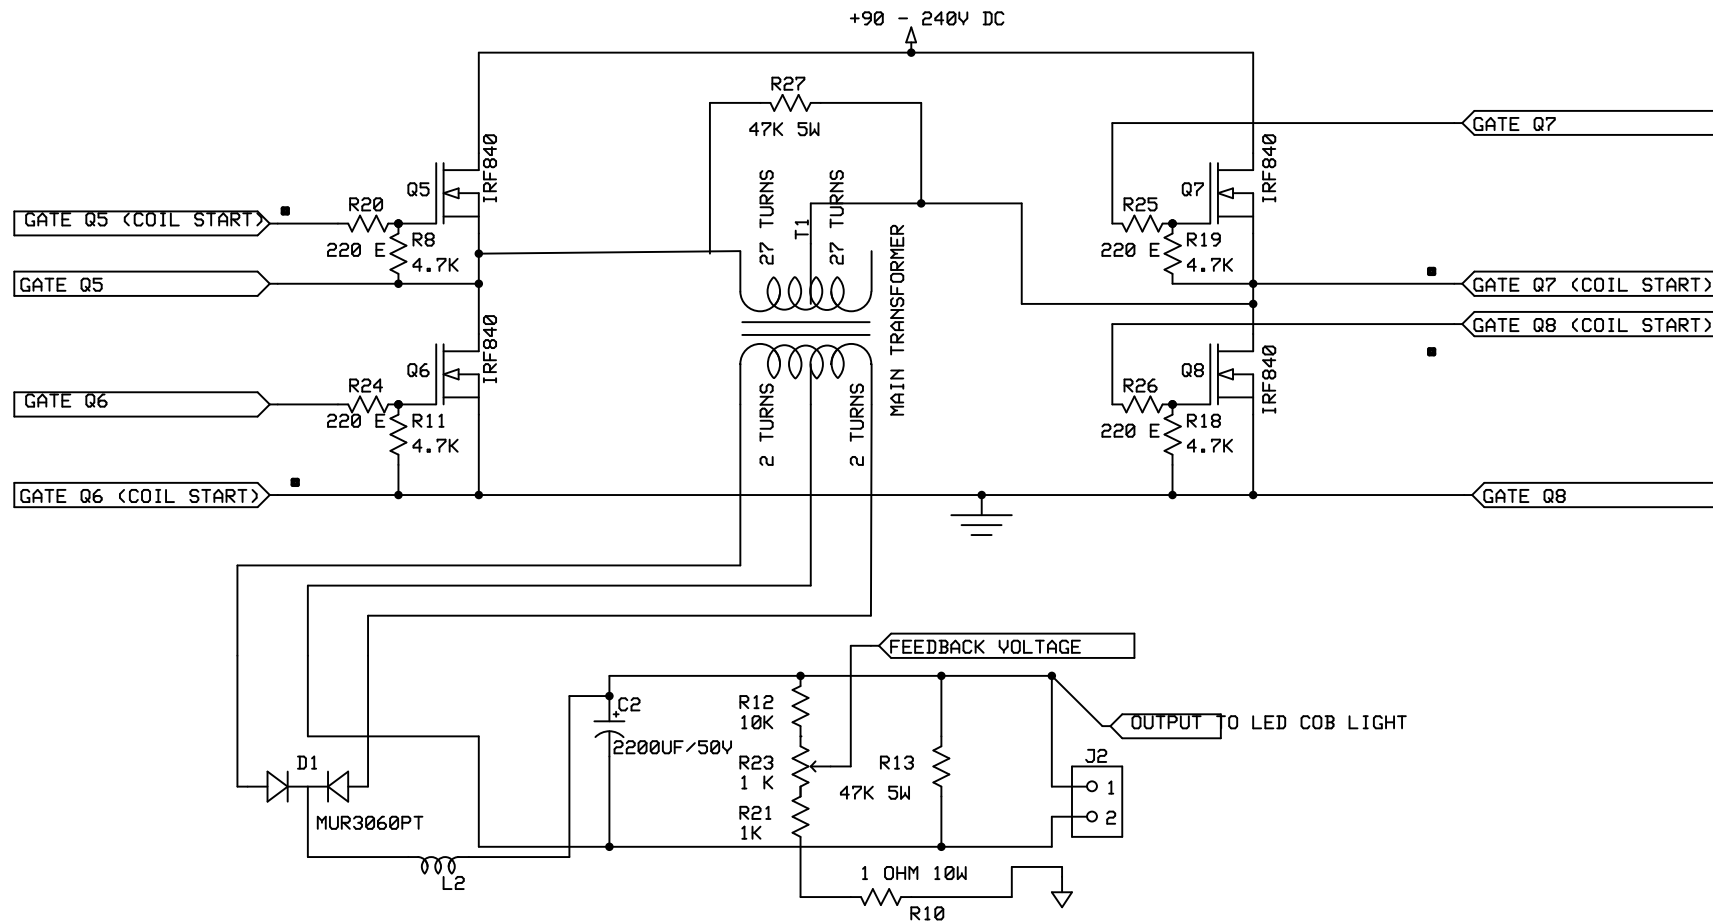 +90 - 240V DC
R27
47K 5W
GATE Q7
Q5
IRF840
27 TURNS
T1
27 TURNS
Q7
IRF840
GATE Q5 (COIL START)
R20
220 E
R8
4.7K
R25
220 E
R19
4.7K
GATE Q5
MAIN TRANSFORMER
GATE Q7 (COIL START)
GATE Q8 (COIL START)
Q6
IRF840
Q8
IRF840
GATE Q6
R24
220 E
R11
4.7K
2 TURNS
2 TURNS
R26
220 E
R18
4.7K
GATE Q6 (COIL START)
GATE Q8
FEEDBACK VOLTAGE
C2
+
2200UF/50V
R12
10K
OUTPUT TO LED COB LIGHT
D1
MUR3060PT
R23
1 K
R13
47K 5W
J2
1
2
R21
1K
L2
1 OHM 10W
R10